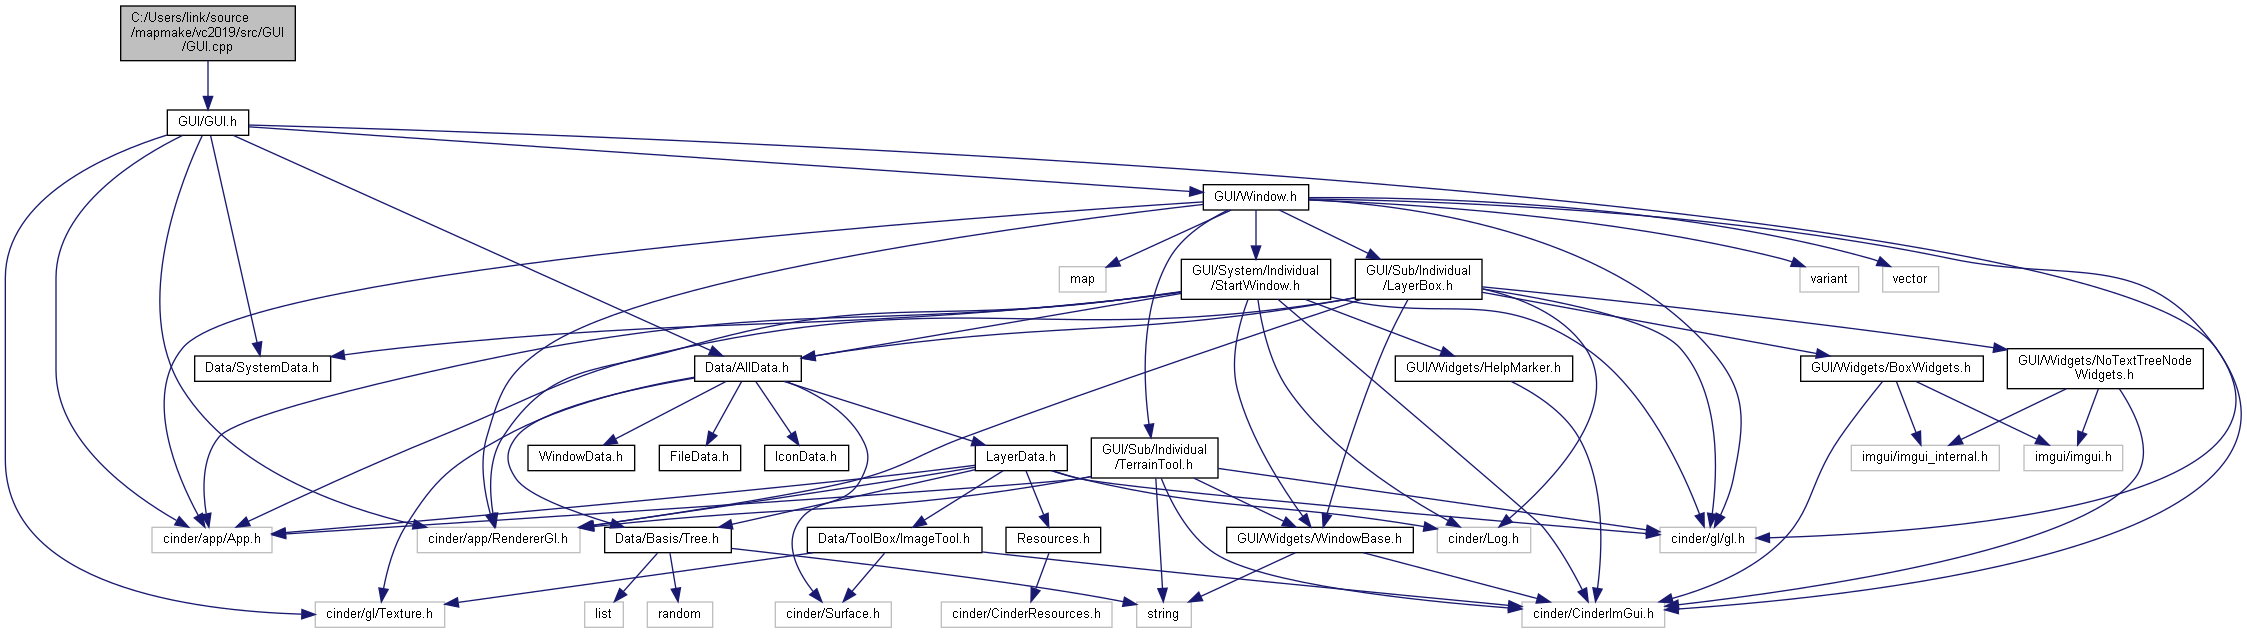 C:/Users/link/source
/mapmake/vc2019/src/GUI
/GUI.cpp
GUI/GUI.h
GUI/Window.h
map
GUI/System/Individual
/StartWindow.h
GUI/Sub/Individual
/LayerBox.h
variant
vector
Data/SystemData.h
Data/AllData.h
GUI/Widgets/HelpMarker.h
GUI/Widgets/BoxWidgets.h
GUI/Widgets/NoTextTreeNode
Widgets.h
WindowData.h
FileData.h
IconData.h
LayerData.h
GUI/Sub/Individual
/TerrainTool.h
imgui/imgui_internal.h
imgui/imgui.h
cinder/app/App.h
cinder/app/RendererGl.h
Data/Basis/Tree.h
Data/ToolBox/ImageTool.h
Resources.h
GUI/Widgets/WindowBase.h
cinder/Log.h
cinder/gl/gl.h
cinder/gl/Texture.h
list
random
cinder/Surface.h
cinder/CinderResources.h
string
cinder/CinderImGui.h